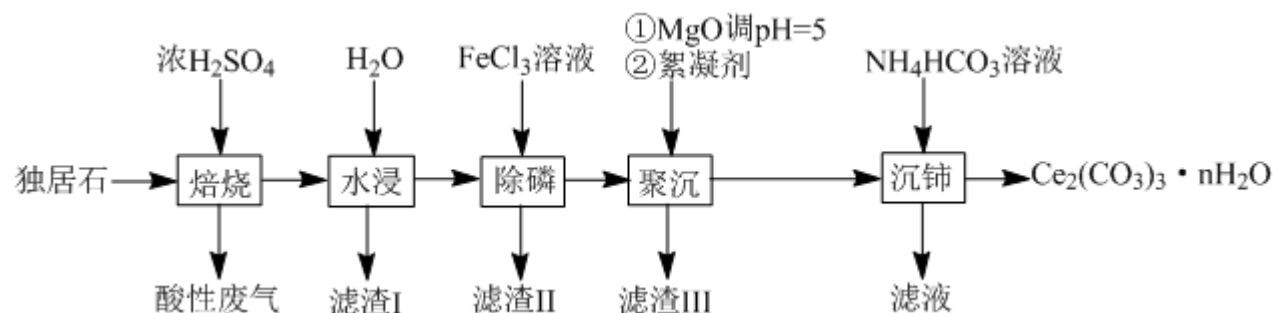 ①MgO调pH=5
浓H₂SO₄ H₂O FeCl₃溶液 ②絮凝剂 NH₄HCO₃溶液
独居石 焙烧 水浸 除磷 聚沉 沉铈 Ce₂(CO₃)₃・nH₂O
酸性废气 滤渣I 滤渣II 滤渣III 滤液